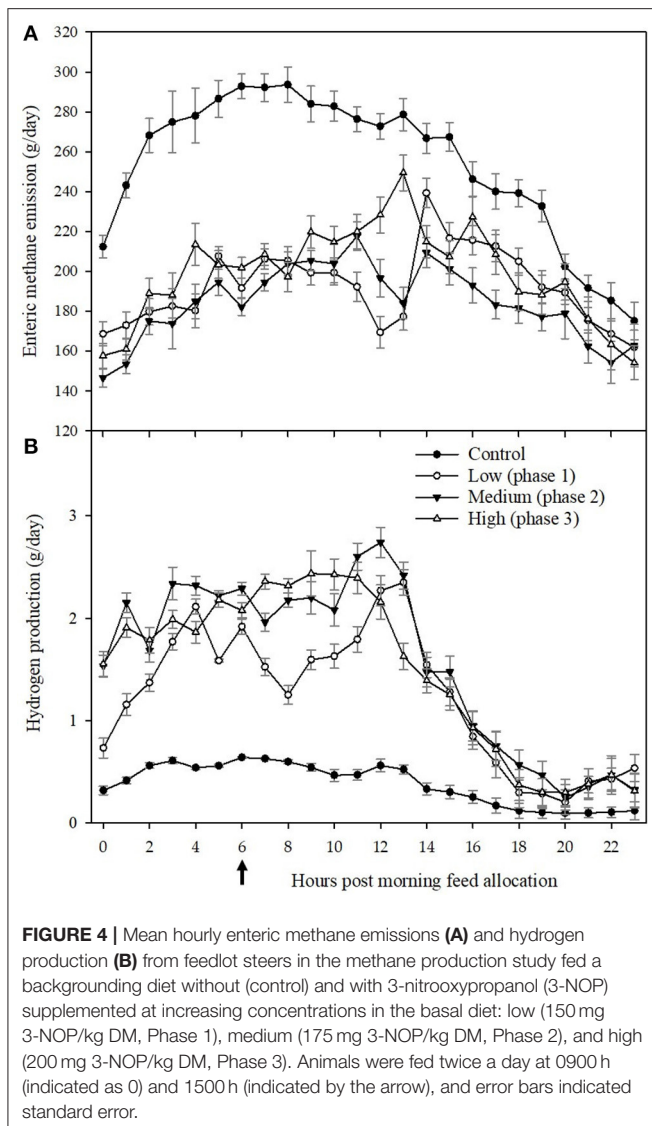 A
320
300
280
260
240
220
200
180
160
140
120
Enteric methane emission (g/day)
B
Control
Low (phase 1)
Medium (phase 2)
High (phase 3)
3
2
1
0
Hydrogen production (g/day)
0 2 4 6 8 10 12 14 16 18 20 22
Hours post morning feed allocation
FIGURE 4 | Mean hourly enteric methane emissions (A) and hydrogen
production (B) from feedlot steers in the methane production study fed a
backgrounding diet without (control) and with 3-nitrooxypropanol (3-NOP)
supplemented at increasing concentrations in the basal diet: low (150 mg
3-NOP/kg DM, Phase 1), medium (175 mg 3-NOP/kg DM, Phase 2), and high
(200 mg 3-NOP/kg DM, Phase 3). Animals were fed twice a day at 0900 h
(indicated as 0) and 1500 h (indicated by the arrow), and error bars indicated
standard error.